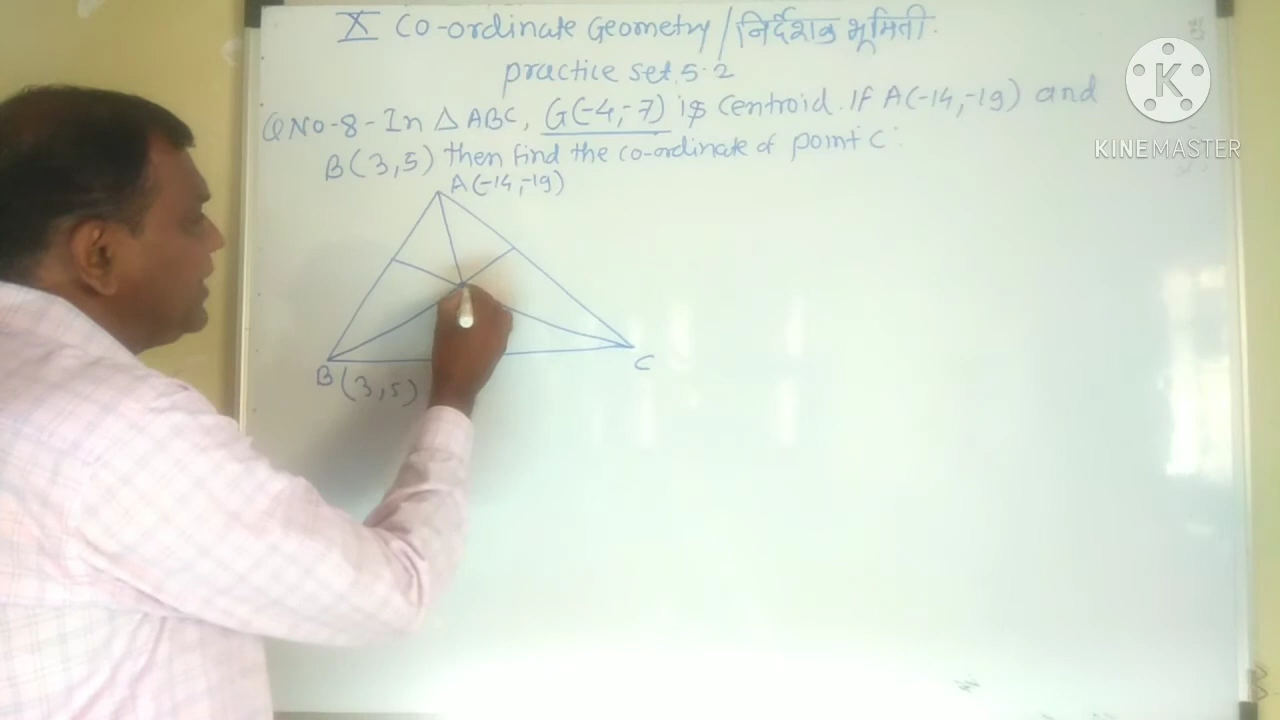 X Co-ordinate Geometry / निर्देशक भूमिती.
practice set 5.2
QNO-8- In △ ABC, G(-4,-7) is centroid. If A(-14,-19) and
B(3,5) then find the co-ordinate of point C:
A(-14,-19)
B(3,5)
C
K
KINEMASTER